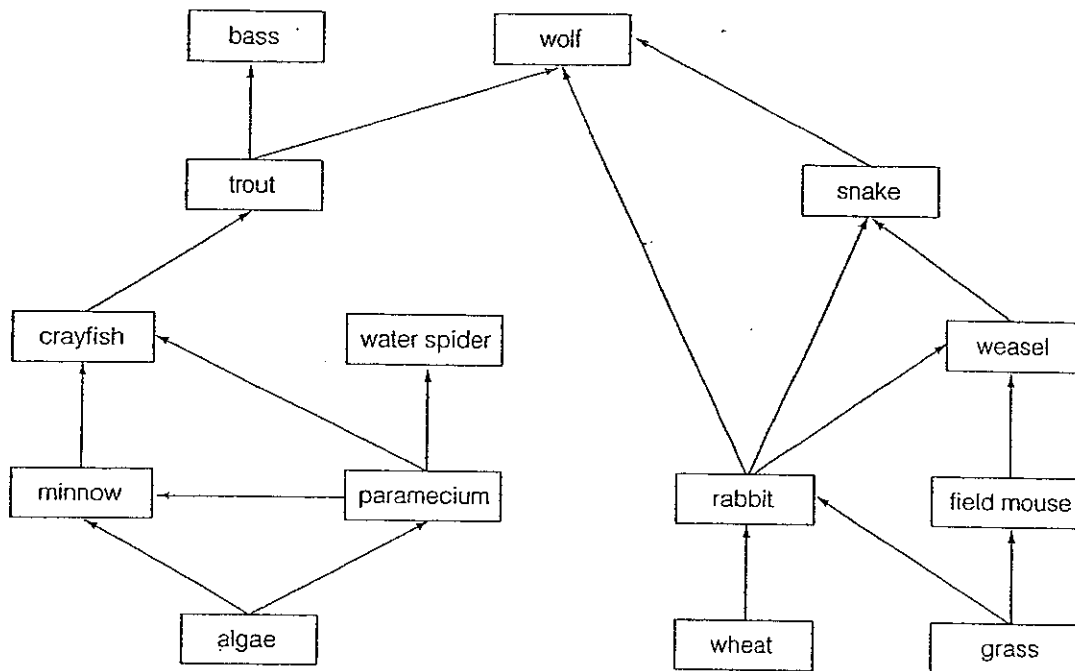 bass
wolf
trout
snake
crayfish
water spider
weasel
minnow
paramecium
rabbit
field mouse
algae
wheat
grass